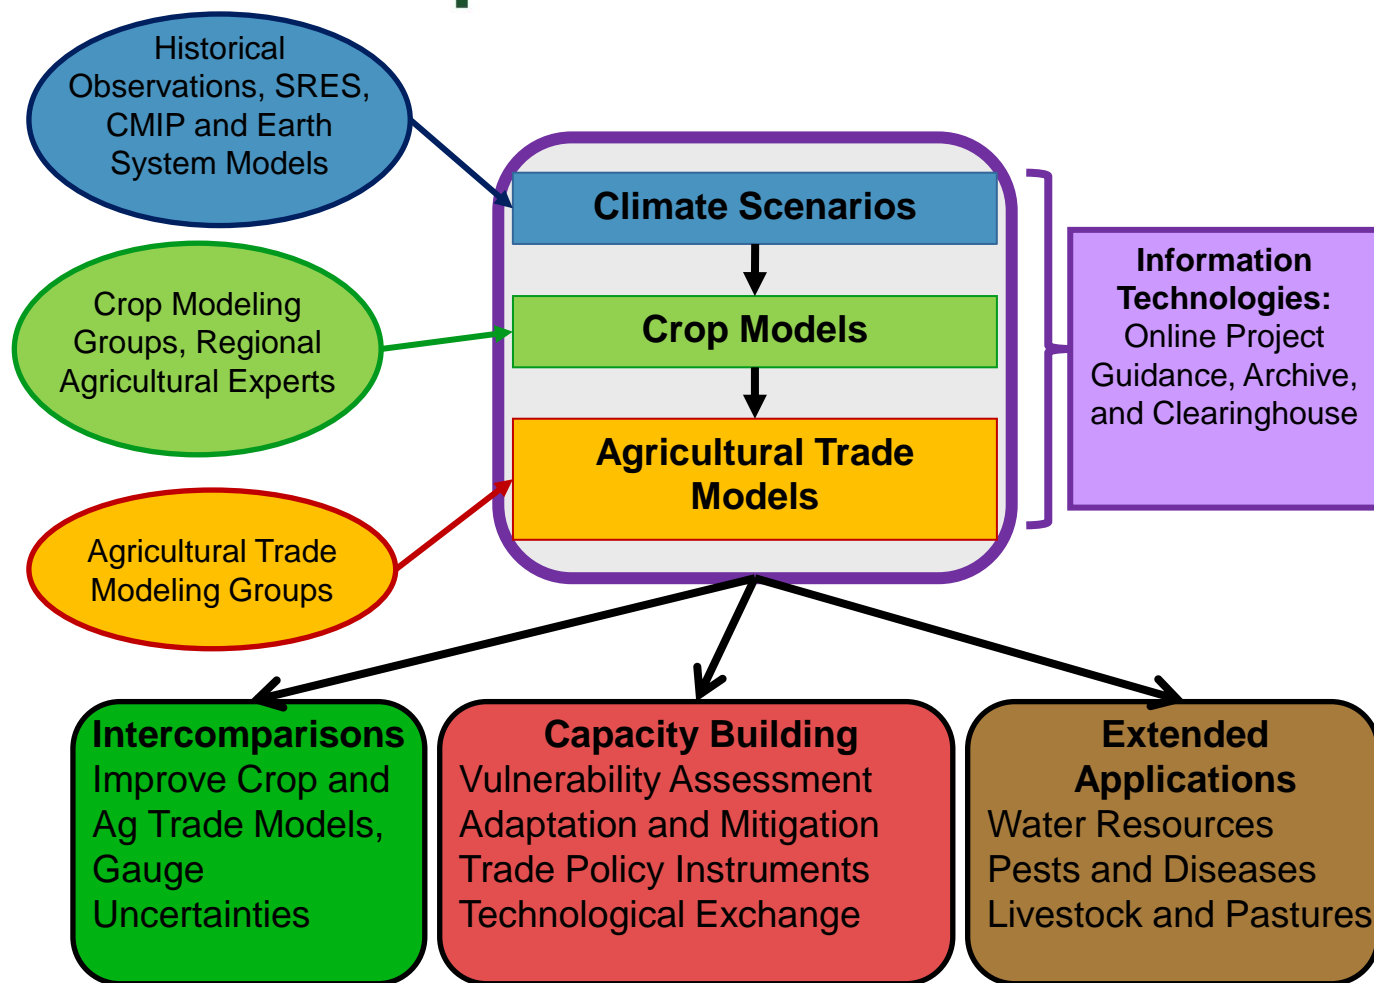 Historical
Observations, SRES,
CMIP and Earth
System Models
Climate Scenarios
Crop Modeling
Groups, Regional
Agricultural Experts
Crop Models
Information
Technologies:
Online Project
Guidance, Archive,
and Clearinghouse
Agricultural Trade
Models
Agricultural Trade
Modeling Groups
Intercomparisons
Improve Crop and
Ag Trade Models,
Gauge
Uncertainties
Capacity Building
Vulnerability Assessment
Adaptation and Mitigation
Trade Policy Instruments
Technological Exchange
Extended
Applications
Water Resources
Pests and Diseases
Livestock and Pastures